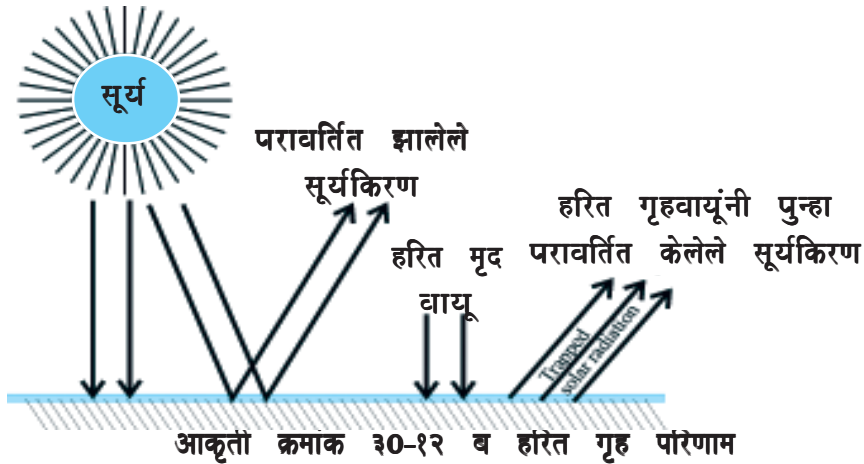 सूर्य
परावर्तित झालेले
सूर्यकिरण
हरित मृद
वायू
हरित गृहवायूंनी पुन्हा
परावर्तित केलेले सूर्यकिरण
Trapped
solar radiation
आकृती क्रमांक ३०-१२ ब हरित गृह परिणाम